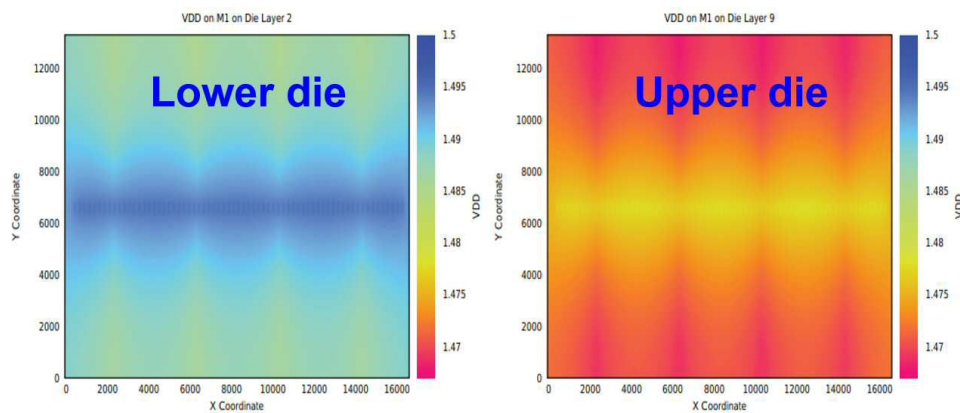 VDD on M1 on Die Layer 2
Lower die
12000
10000
8000
6000
4000
2000
0
Y Coordinate
0 2000 4000 6000 8000 10000 12000 14000 16000
X Coordinate
1.5
1.495
1.49
1.485
1.48
1.475
1.47
VDD
VDD on M1 on Die Layer 9
Upper die
12000
10000
8000
6000
4000
2000
0
Y Coordinate
0 2000 4000 6000 8000 10000 12000 14000 16000
X Coordinate
1.5
1.495
1.49
1.485
1.48
1.475
1.47
VDD